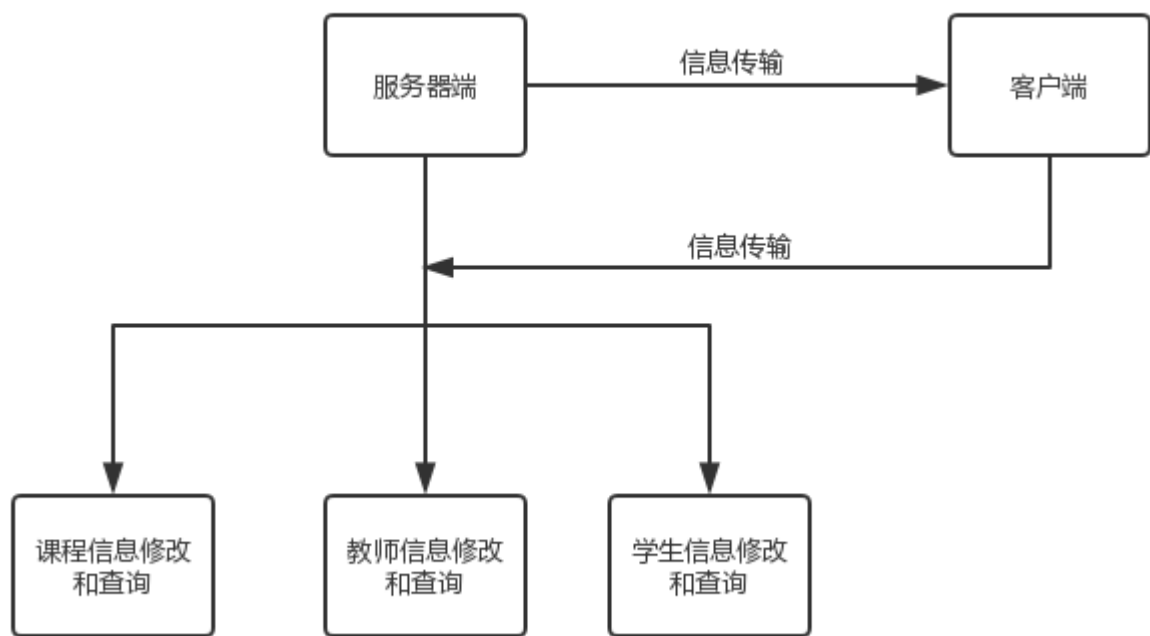 服务器端
信息传输
客户端
信息传输
课程信息修改
和查询
教师信息修改
和查询
学生信息修改
和查询